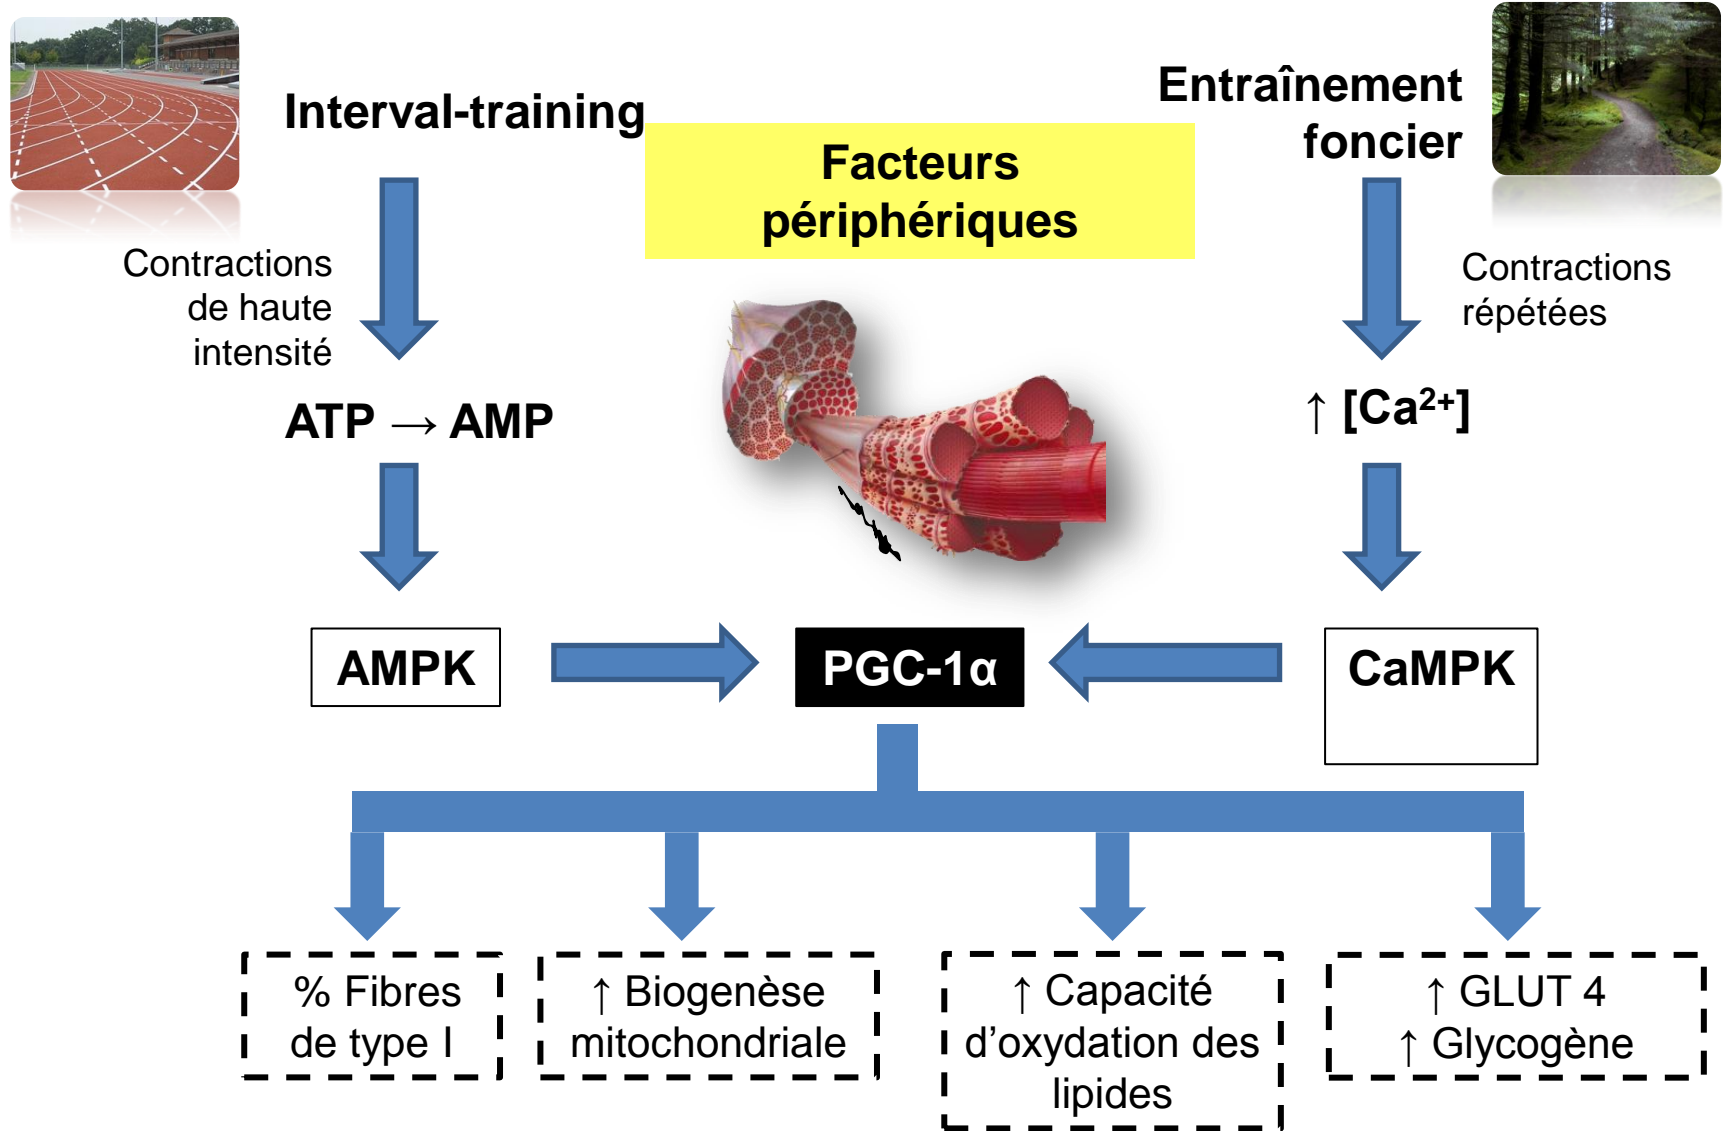 Interval-training
Entraînement
foncier
Facteurs
périphériques
Contractions
de haute
intensité
Contractions
répétées
ATP → AMP
↑ [Ca²⁺]
AMPK
PGC-1α
CaMPK
% Fibres
de type I
↑ Biogenèse
mitochondriale
↑ Capacité
d’oxydation des
lipides
↑ GLUT 4
↑ Glycogène